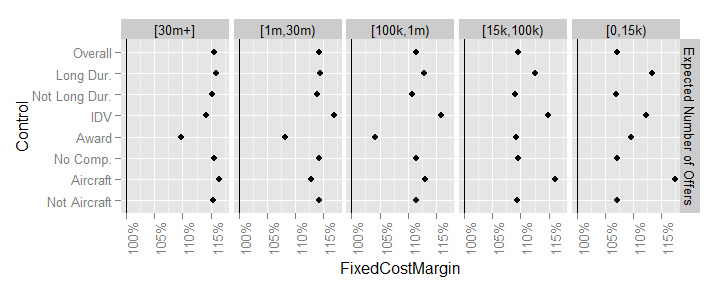 [30m+] [1m,30m) [100k,1m) [15k,100k) [0,15k)
Control
Overall
Long Dur.
Not Long Dur.
IDV
Award
No Comp.
Aircraft
Not Aircraft
Expected Number of Offers
100% 105% 110% 115% 100% 105% 110% 115% 100% 105% 110% 115% 100% 105% 110% 115% 100% 105% 110% 115%
FixedCostMargin